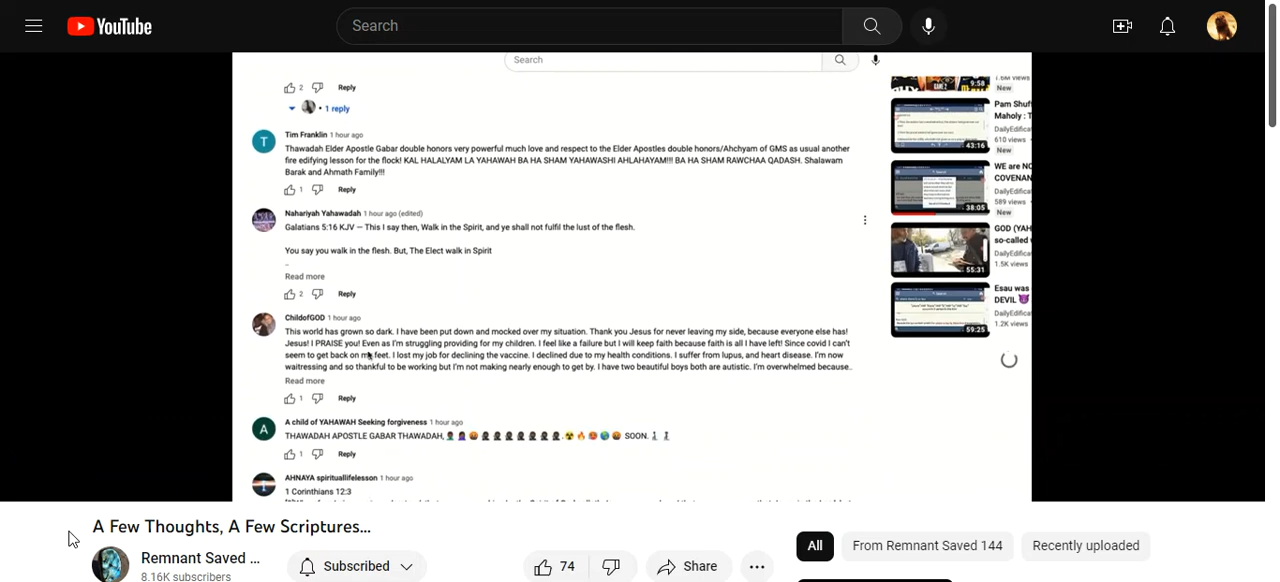 YouTube
Search
Search
2 Reply
1 reply
Tim Franklin 1 hour ago
Thawadah Elder Apostle Gabar double honors very powerful much love and respect to the Elder Apostles double honors/Ahchyam of GMS as usual another
fire edifying lesson for the flock! KAL HALALYAM LA YAHAWAH BA HA SHAM YAHAWASHI AHLAHAYAM!!! BA HA SHAM RAWCHAA QADASH. Shalawam
Barak and Ahmath Family!!!
1 Reply
Nahariyah Yahawadah 1 hour ago (edited)
Galatians 5:16 KJV — This I say then, Walk in the Spirit, and ye shall not fulfil the lust of the flesh.
You say you walk in the flesh. But, The Elect walk in Spirit
..
Read more
2 Reply
ChildofGOD 1 hour ago
This world has grown so dark. I have been put down and mocked over my situation. Thank you Jesus for never leaving my side, because everyone else has!
Jesus! I PRAISE you! Even as I'm struggling providing for my children. I feel like a failure but I will keep faith because faith is all I have left! Since covid I can't
seem to get back on my feet. I lost my job for declining the vaccine. I declined due to my health conditions. I suffer from lupus, and heart disease. I'm now
waitressing and so thankful to be working but I'm not making nearly enough to get by. I have two beautiful boys both are autistic. I'm overwhelmed because..
Read more
1 Reply
A
A child of YAHAWAH Seeking forgiveness 1 hour ago
THAWADAH APOSTLE GABAR THAWADAH, SOON.
1 Reply
AHNAYA spirituallifelesson 1 hour ago
1 Corinthians 12:3
9:58
1.6M views
New
43:16
Pam Shuf
Maholy : T
DailyEdifica
610 views
New
38:05
WE are NO
COVENAN
DailyEdificat
589 views
New
55:31
GOD (YAH
so-called
DailyEdificat
1.5K views
59:25
Esau was
DEVIL
DailyEdificat
1.2K views
A Few Thoughts, A Few Scriptures...
Remnant Saved ...
8.16K subscribers
Subscribed
74
Share
All
From Remnant Saved 144
Recently uploaded